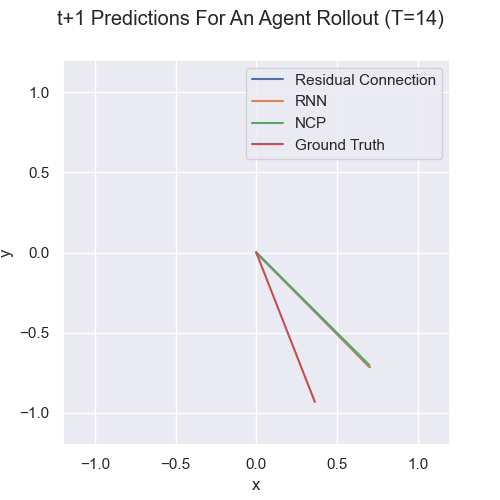 t+1 Predictions For An Agent Rollout (T=14)
Residual Connection
RNN
NCP
Ground Truth
1.0
0.5
0.0
−0.5
−1.0
y
−1.0 −0.5 0.0 0.5 1.0
x